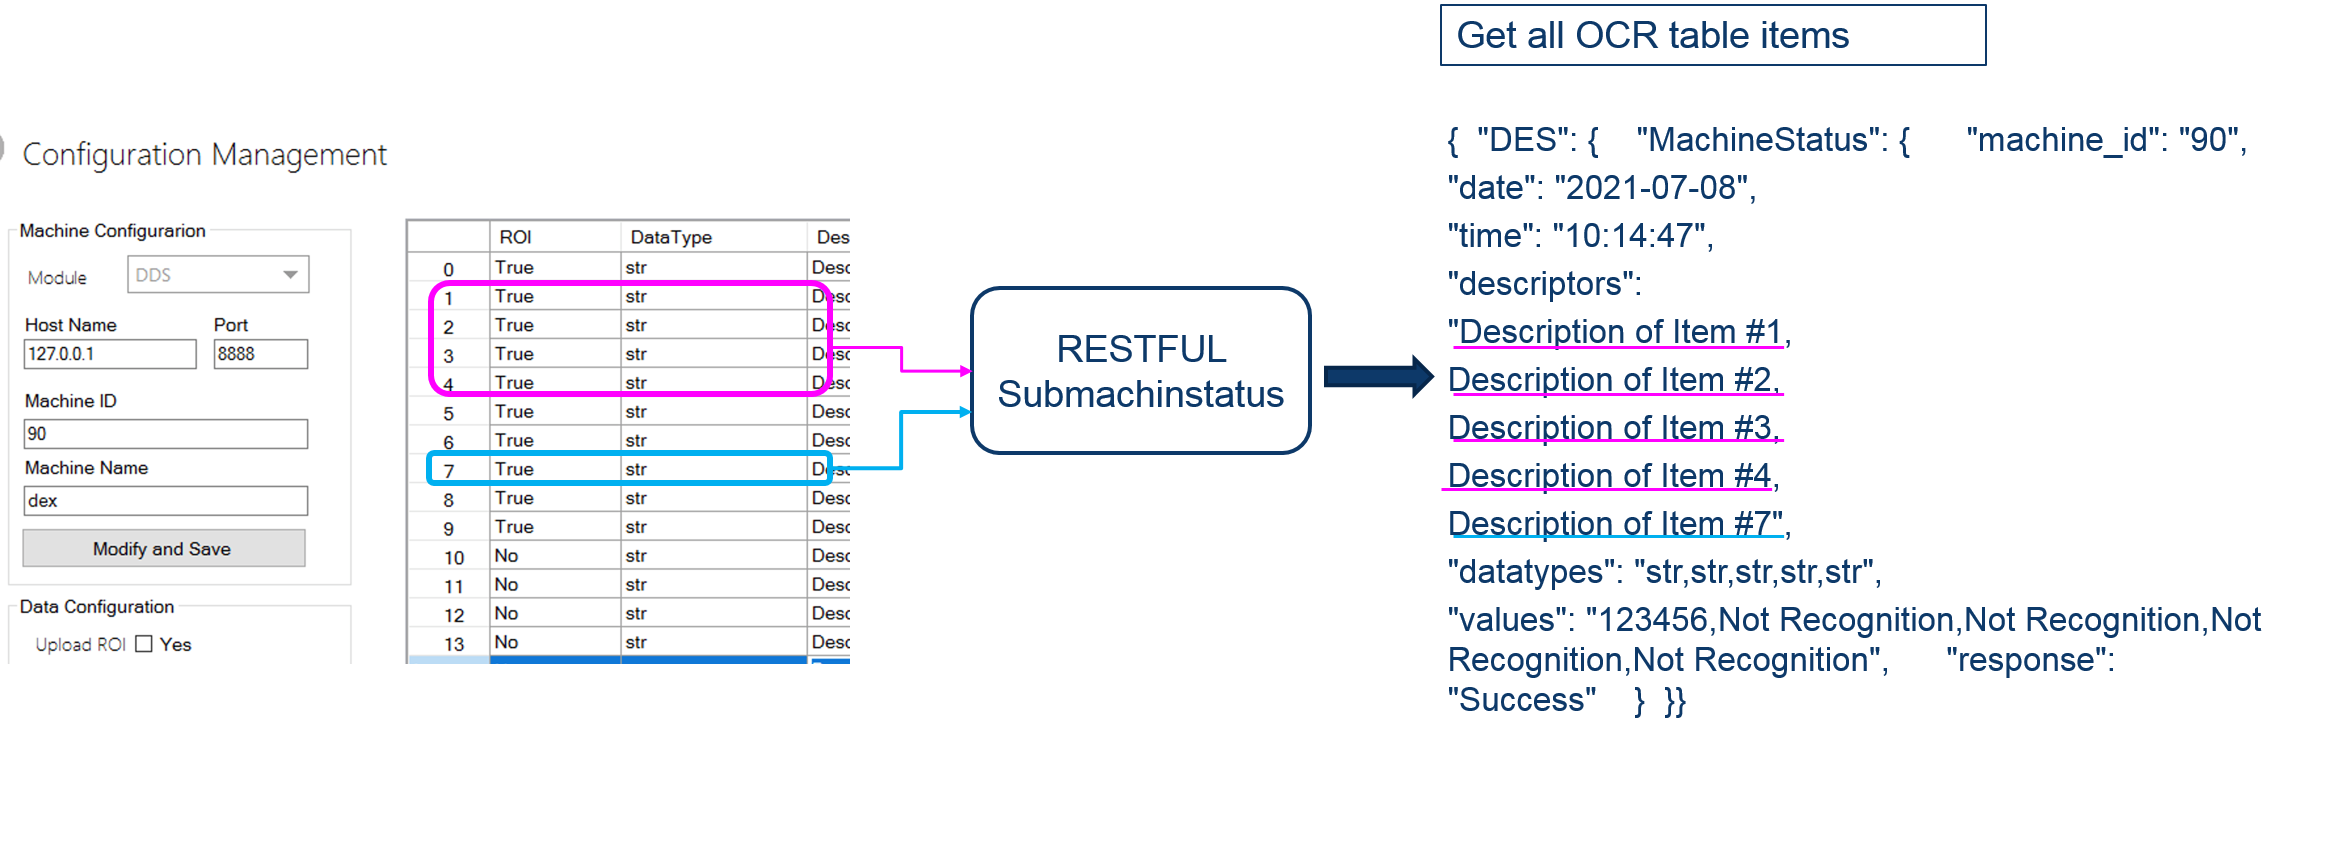 Get all OCR table items
Configuration Management
Machine Configurarion
Module DDS
Host Name Port
127.0.0.1 8888
Machine ID
90
Machine Name
dex
Modify and Save
Data Configuration
Upload ROI Yes
ROI DataType Des
0 True str Desc
1 True str Desc
2 True str Desc
3 True str Desc
4 True str Desc
5 True str Desc
6 True str Desc
7 True str Desc
8 True str Desc
9 True str Desc
10 No str Desc
11 No str Desc
12 No str Desc
13 No str Desc
RESTFUL
Submachinstatus
{ "DES": { "MachineStatus": { "machine_id": "90",
"date": "2021-07-08",
"time": "10:14:47",
"descriptors":
"Description of Item #1,
Description of Item #2,
Description of Item #3,
Description of Item #4,
Description of Item #7",
"datatypes": "str,str,str,str,str",
"values": "123456,Not Recognition,Not Recognition,Not
Recognition,Not Recognition", "response":
"Success" } }}